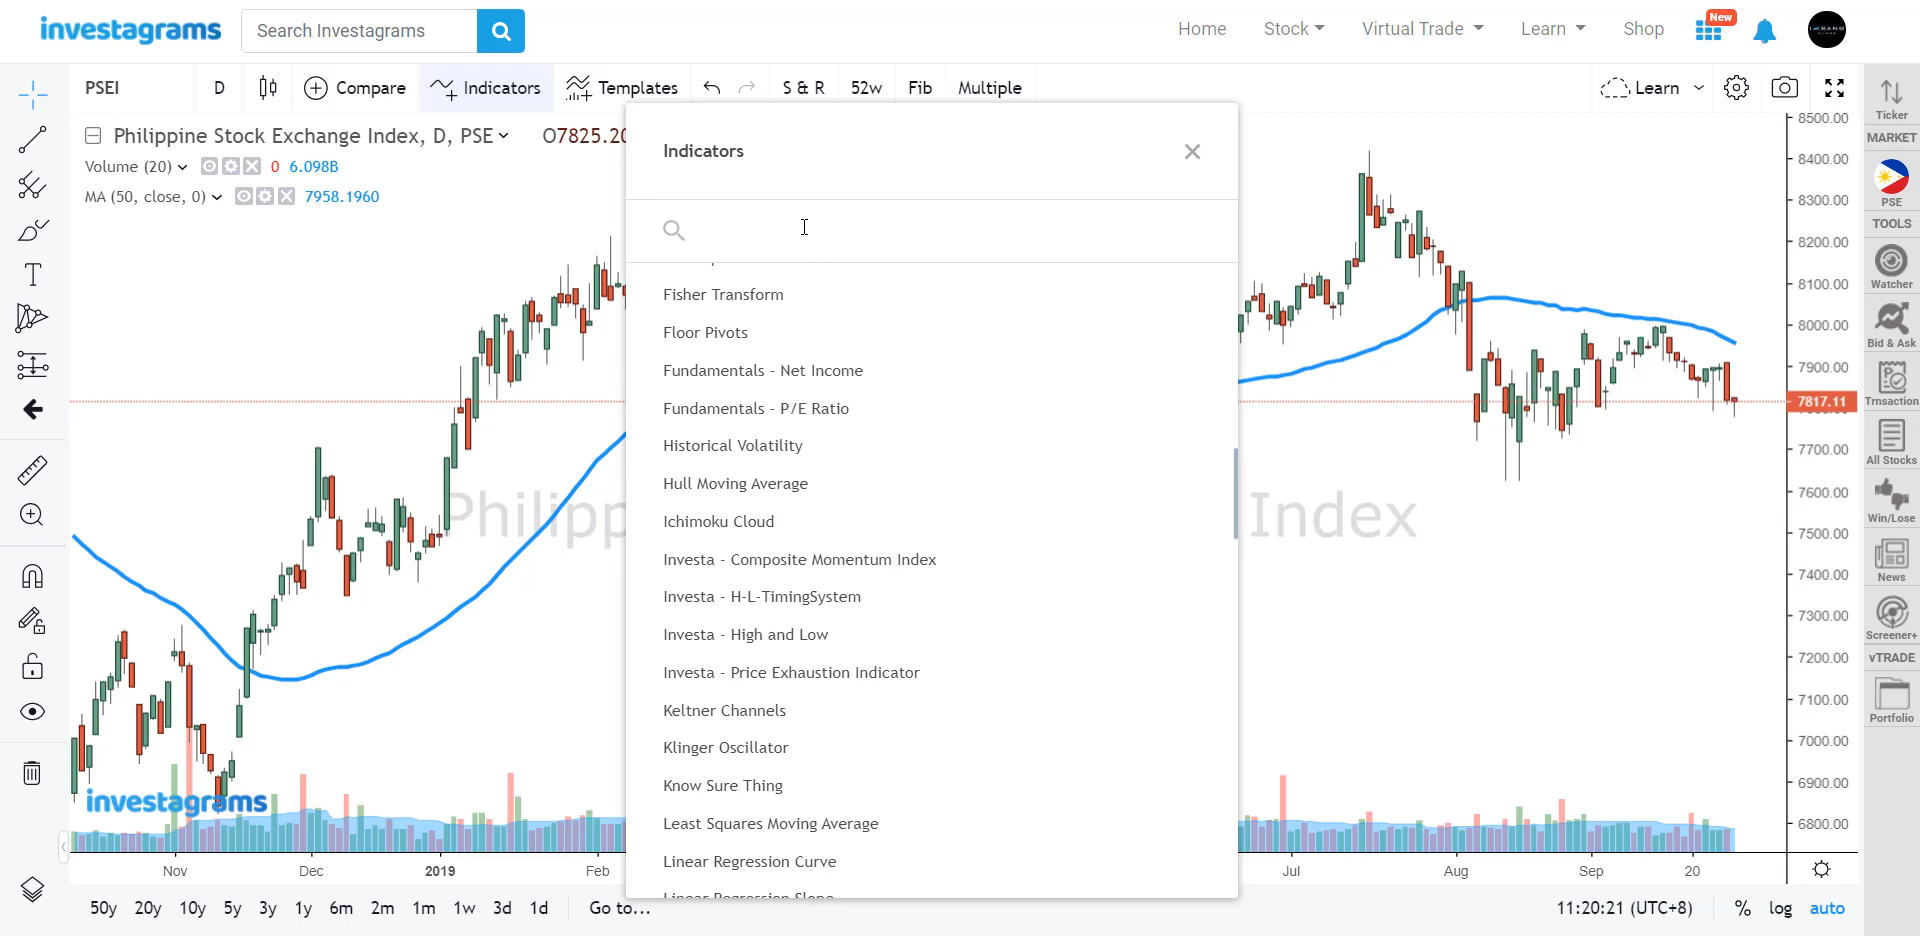 investagrams
Search Investagrams
Home
Stock
Virtual Trade
Learn
Shop
New
PSEI
D
Compare
Indicators
Templates
S & R
52w
Fib
Multiple
Learn
Philippine Stock Exchange Index, D, PSE
O7825.20
Volume (20)
0
6.098B
MA (50, close, 0)
7958.1960
Indicators
Fisher Transform
Floor Pivots
Fundamentals - Net Income
Fundamentals - P/E Ratio
Historical Volatility
Hull Moving Average
Ichimoku Cloud
Investa - Composite Momentum Index
Investa - H-L-TimingSystem
Investa - High and Low
Investa - Price Exhaustion Indicator
Keltner Channels
Klinger Oscillator
Know Sure Thing
Least Squares Moving Average
Linear Regression Curve
Linear Regression Slope
Philipp
Index
investagrams
8500.00
8400.00
8300.00
8200.00
8100.00
8000.00
7900.00
7817.11
7700.00
7600.00
7500.00
7400.00
7300.00
7200.00
7100.00
7000.00
6900.00
6800.00
Nov
Dec
2019
Feb
Jul
Aug
Sep
20
50y
20y
10y
5y
3y
1y
6m
2m
1m
1w
3d
1d
Go to...
11:20:21 (UTC+8)
%
log
auto
Ticker
MARKET
PSE
TOOLS
Watcher
Bid & Ask
Trnsaction
All Stocks
Win/Lose
News
Screener+
vTRADE
Portfolio